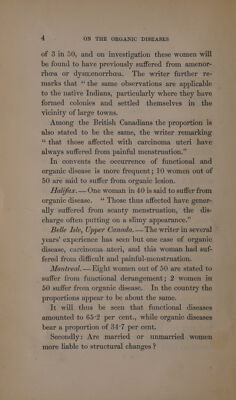 4 ON THE ORGANIC DISEASES
of 3 in 50, and on investigation these women will
be found to have previously suffered from amenor-
rhœa or dysmenorrhœa. The writer further re-
marks that “ the same observations are applicable
to the native Indians, particularly where they have
formed colonies and settled themselves in the
vicinity of large towns.
Among the British Canadians the proportion is
also stated to be the same, the writer remarking
“ that those affected with carcinoma uteri have
always suffered from painful menstruation.”
In convents the occurrence of functional and
organic disease is more frequent; 10 women out of
50 are said to suffer from organic lesion.
Halifax. — One woman in 40 is said to suffer from
organic disease. “ Those thus affected have gener-
ally suffered from scanty menstruation, the dis-
charge often putting on a slimy appearance.”
Belle Isle, Upper Canada. — The writer in several
years’ experience has seen but one case of organic
disease, carcinoma uteri, and this woman had suf-
fered from difficult and painful-menstruation.
Montreal. — Eight women out of 50 are stated to
suffer from functional derangement; 2 women in
50 suffer from organic disease. In the country the
proportions appear to be about the same.
It will thus be seen that functional diseases
amounted to 65·2 per cent., while organic diseases
bear a proportion of 34·7 per cent.
Secondly: Are married or unmarried women
more liable to structural changes?